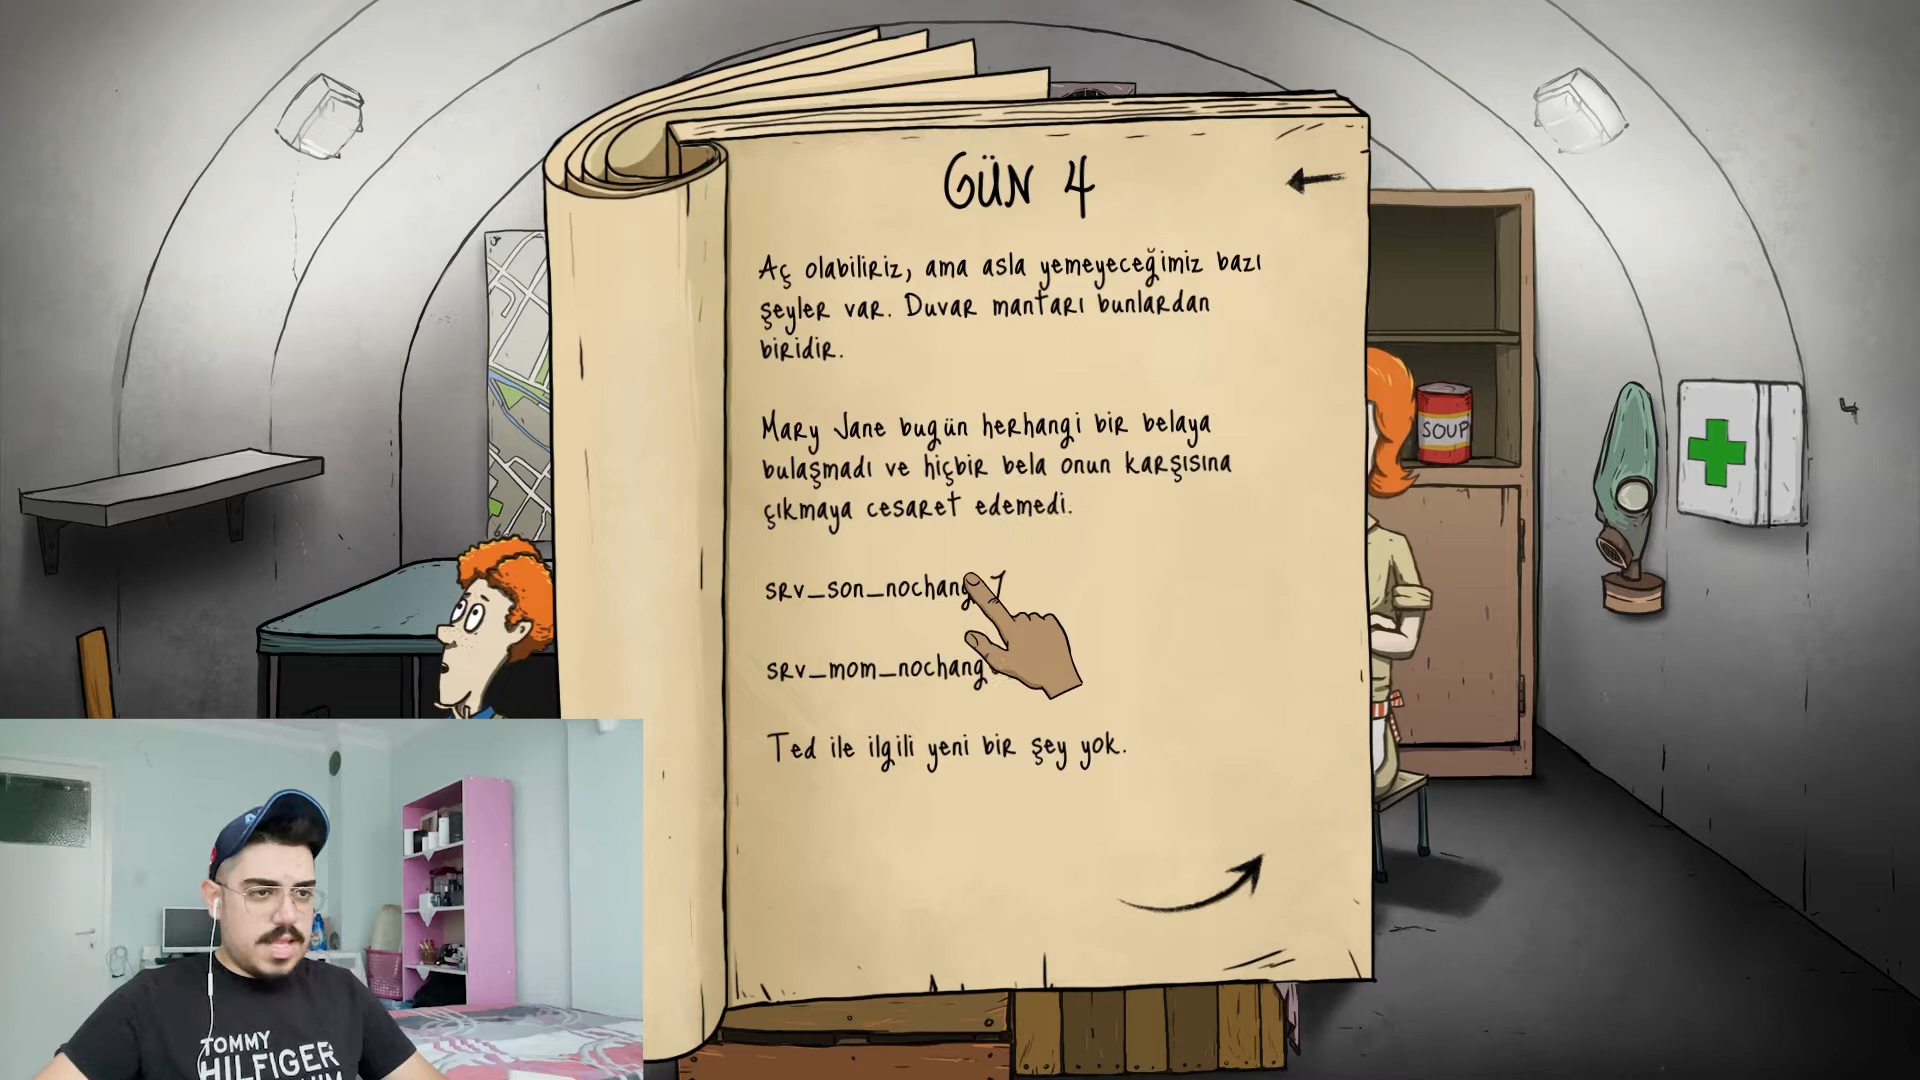 GÜN 4
Aç olabiliriz, ama asla yemeyeceğimiz bazı
şeyler var. Duvar mantarı bunlardan
biridir.
Mary Jane bugün herhangi bir belaya
bulaşmadı ve hiçbir bela onun karşısına
çıkmaya cesaret edemedi.
srv_son_nochang
srv_mom_nochang
Ted ile ilgili yeni bir şey yok.
SOUP
TOMMY
HILFIGER